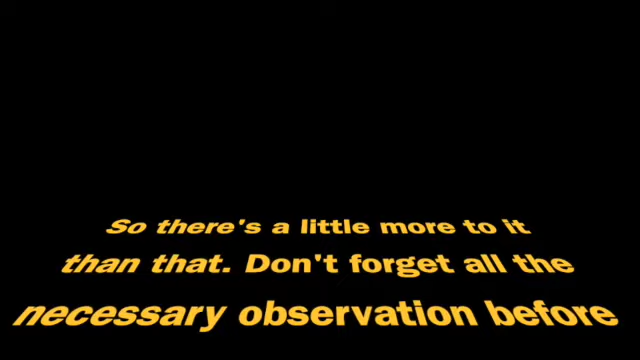 So there's a little more to it
than that. Don't forget all the
necessary observation before